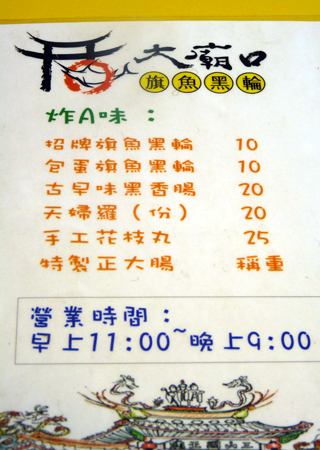 大廟口
旗魚黑輪
炸A味：
招牌旗魚黑輪 10
包蛋旗魚黑輪 10
古早味黑香腸 20
天婦羅（份） 20
手工花枝丸 25
特製正大腸 稱重
營業時間：
早上11:00~晚上9:00